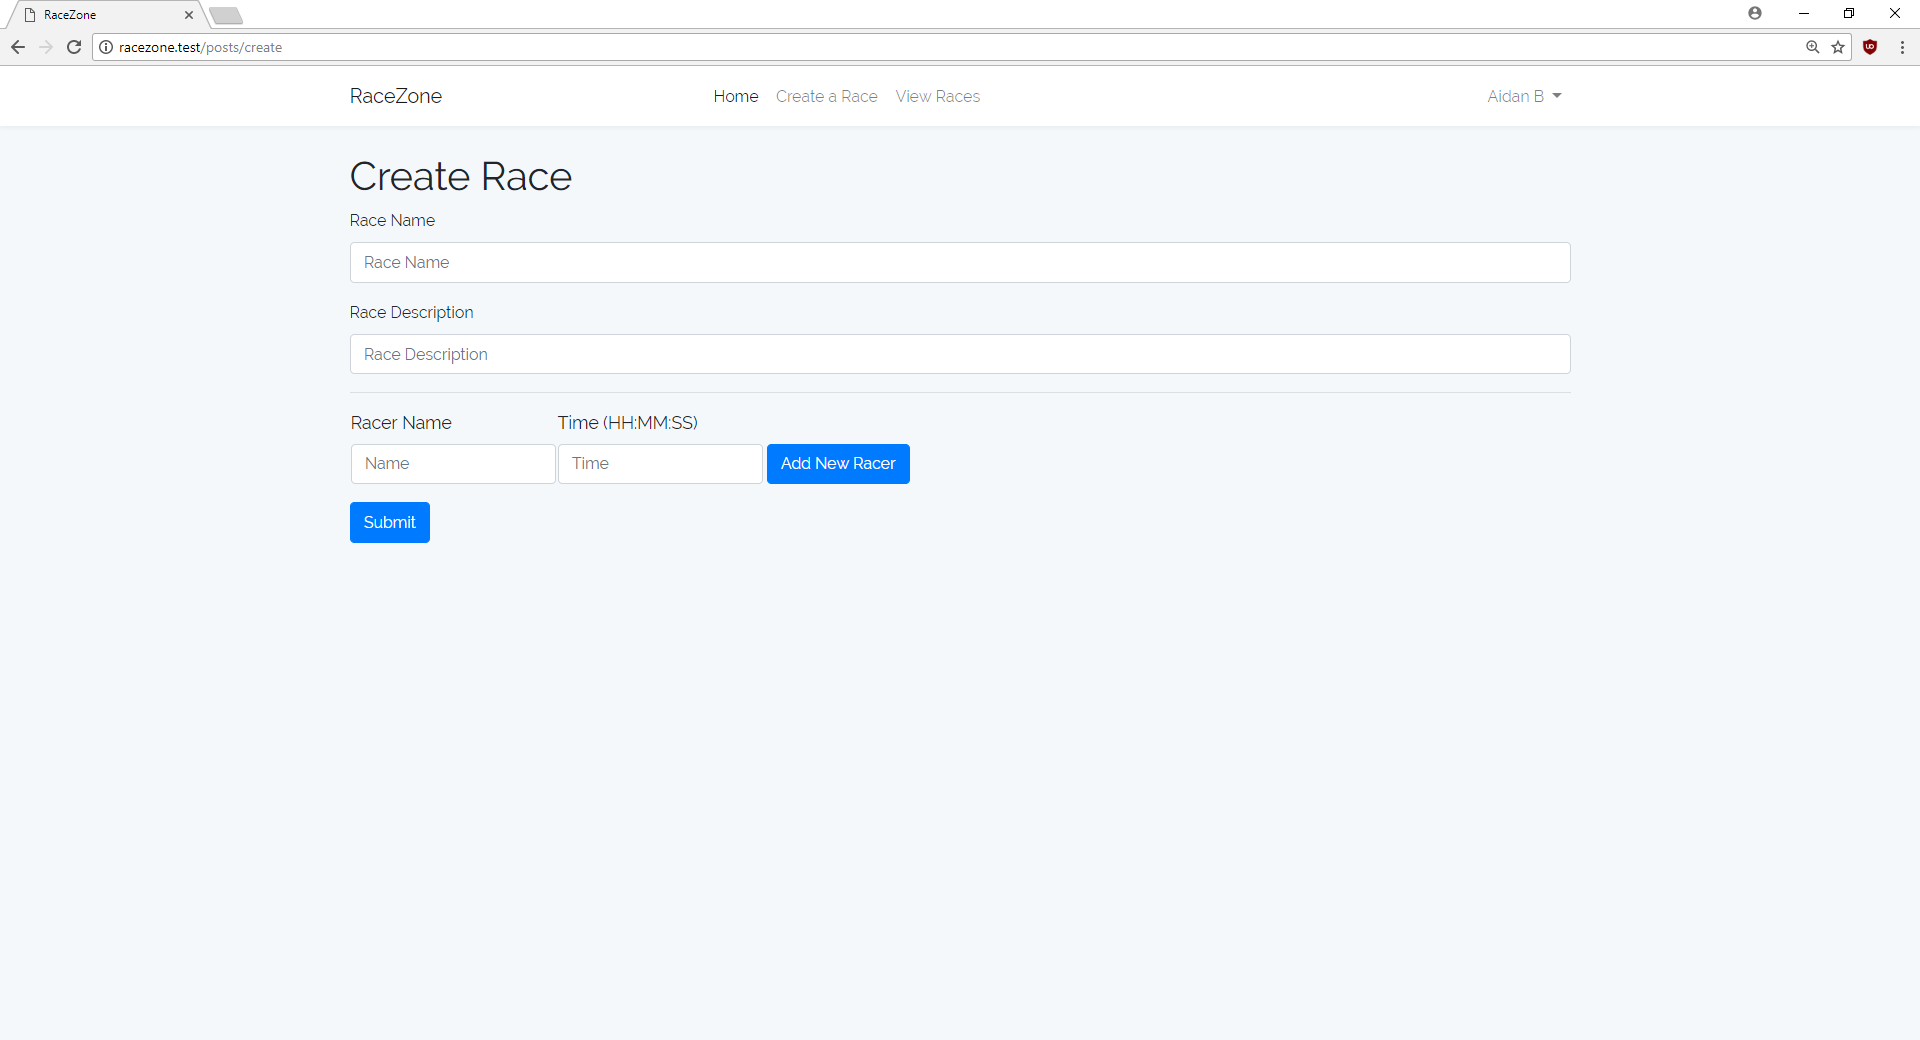 RaceZone
racezone.test/posts/create
RaceZone Home Create a Race View Races Aidan B
Create Race
Race Name
Race Name
Race Description
Race Description
Racer Name Time (HH:MM:SS)
Name Time Add New Racer
Submit